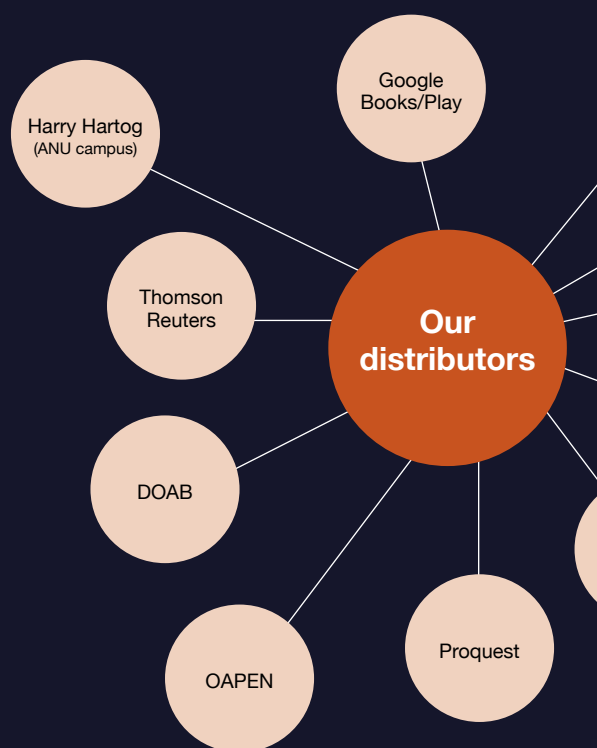 Google
Books/Play
Harry Hartog
(ANU campus)
Thomson
Reuters
Our
distributors
DOAB
OAPEN
Proquest